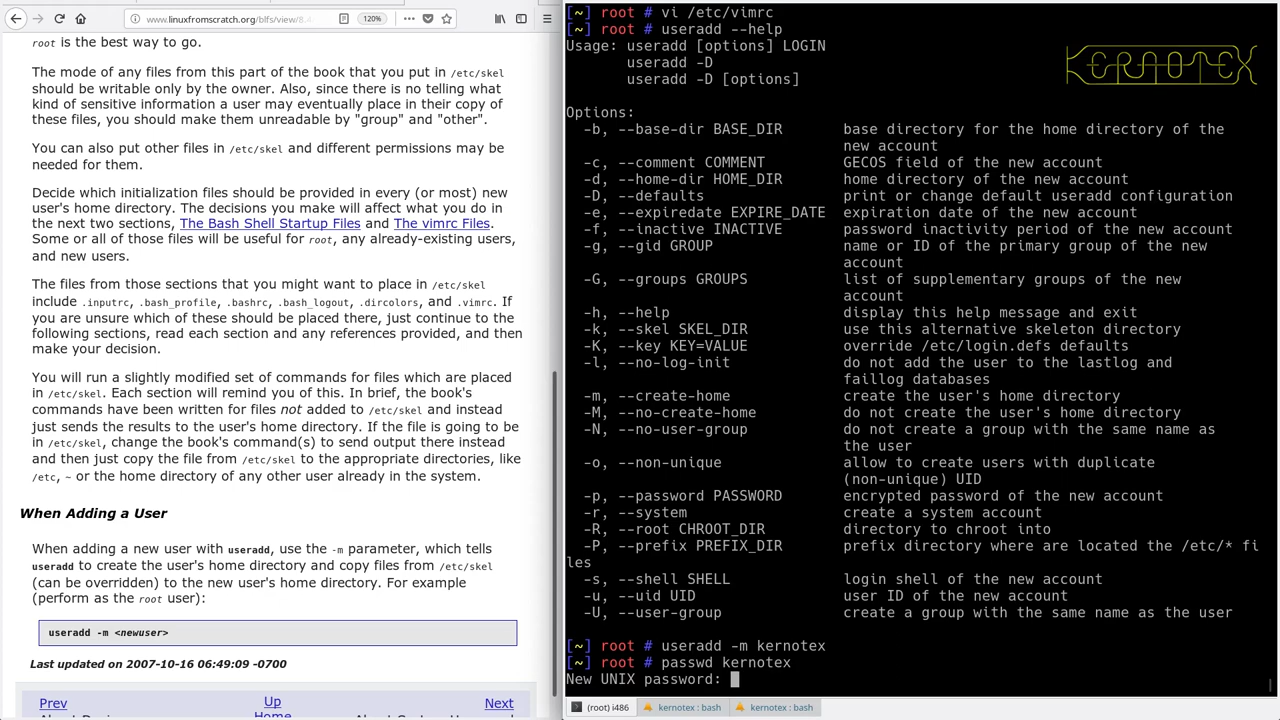 www.linuxfromscratch.org/blfs/view/8.
120%
root is the best way to go.
The mode of any files from this part of the book that you put in /etc/skel
should be writable only by the owner. Also, since there is no telling what
kind of sensitive information a user may eventually place in their copy of
these files, you should make them unreadable by "group" and "other".
You can also put other files in /etc/skel and different permissions may be
needed for them.
Decide which initialization files should be provided in every (or most) new
user's home directory. The decisions you make will affect what you do in
the next two sections, The Bash Shell Startup Files and The vimrc Files.
Some or all of those files will be useful for root, any already-existing users,
and new users.
The files from those sections that you might want to place in /etc/skel
include .inputrc, .bash_profile, .bashrc, .bash_logout, .dircolors, and .vimrc. If
you are unsure which of these should be placed there, just continue to the
following sections, read each section and any references provided, and then
make your decision.
You will run a slightly modified set of commands for files which are placed
in /etc/skel. Each section will remind you of this. In brief, the book's
commands have been written for files not added to /etc/skel and instead
just sends the results to the user's home directory. If the file is going to be
in /etc/skel, change the book's command(s) to send output there instead
and then just copy the file from /etc/skel to the appropriate directories, like
/etc, ~ or the home directory of any other user already in the system.
When Adding a User
When adding a new user with useradd, use the -m parameter, which tells
useradd to create the user's home directory and copy files from /etc/skel
(can be overridden) to the new user's home directory. For example
(perform as the root user):
useradd -m <newuser>
Last updated on 2007-10-16 06:49:09 -0700
Prev Up Next
Home
[~] root # vi /etc/vimrc
[~] root # useradd --help
Usage: useradd [options] LOGIN
useradd -D
useradd -D [options]
KERNOTEX
Options:
-b, --base-dir BASE_DIR base directory for the home directory of the
new account
-c, --comment COMMENT GECOS field of the new account
-d, --home-dir HOME_DIR home directory of the new account
-D, --defaults print or change default useradd configuration
-e, --expiredate EXPIRE_DATE expiration date of the new account
-f, --inactive INACTIVE password inactivity period of the new account
-g, --gid GROUP name or ID of the primary group of the new
account
-G, --groups GROUPS list of supplementary groups of the new
account
-h, --help display this help message and exit
-k, --skel SKEL_DIR use this alternative skeleton directory
-K, --key KEY=VALUE override /etc/login.defs defaults
-l, --no-log-init do not add the user to the lastlog and
faillog databases
-m, --create-home create the user's home directory
-M, --no-create-home do not create the user's home directory
-N, --no-user-group do not create a group with the same name as
the user
-o, --non-unique allow to create users with duplicate
(non-unique) UID
-p, --password PASSWORD encrypted password of the new account
-r, --system create a system account
-R, --root CHROOT_DIR directory to chroot into
-P, --prefix PREFIX_DIR prefix directory where are located the /etc/* fi
les
-s, --shell SHELL login shell of the new account
-u, --uid UID user ID of the new account
-U, --user-group create a group with the same name as the user
[~] root # useradd -m kernotex
[~] root # passwd kernotex
New UNIX password:
(root) i486 kernotex : bash kernotex : bash